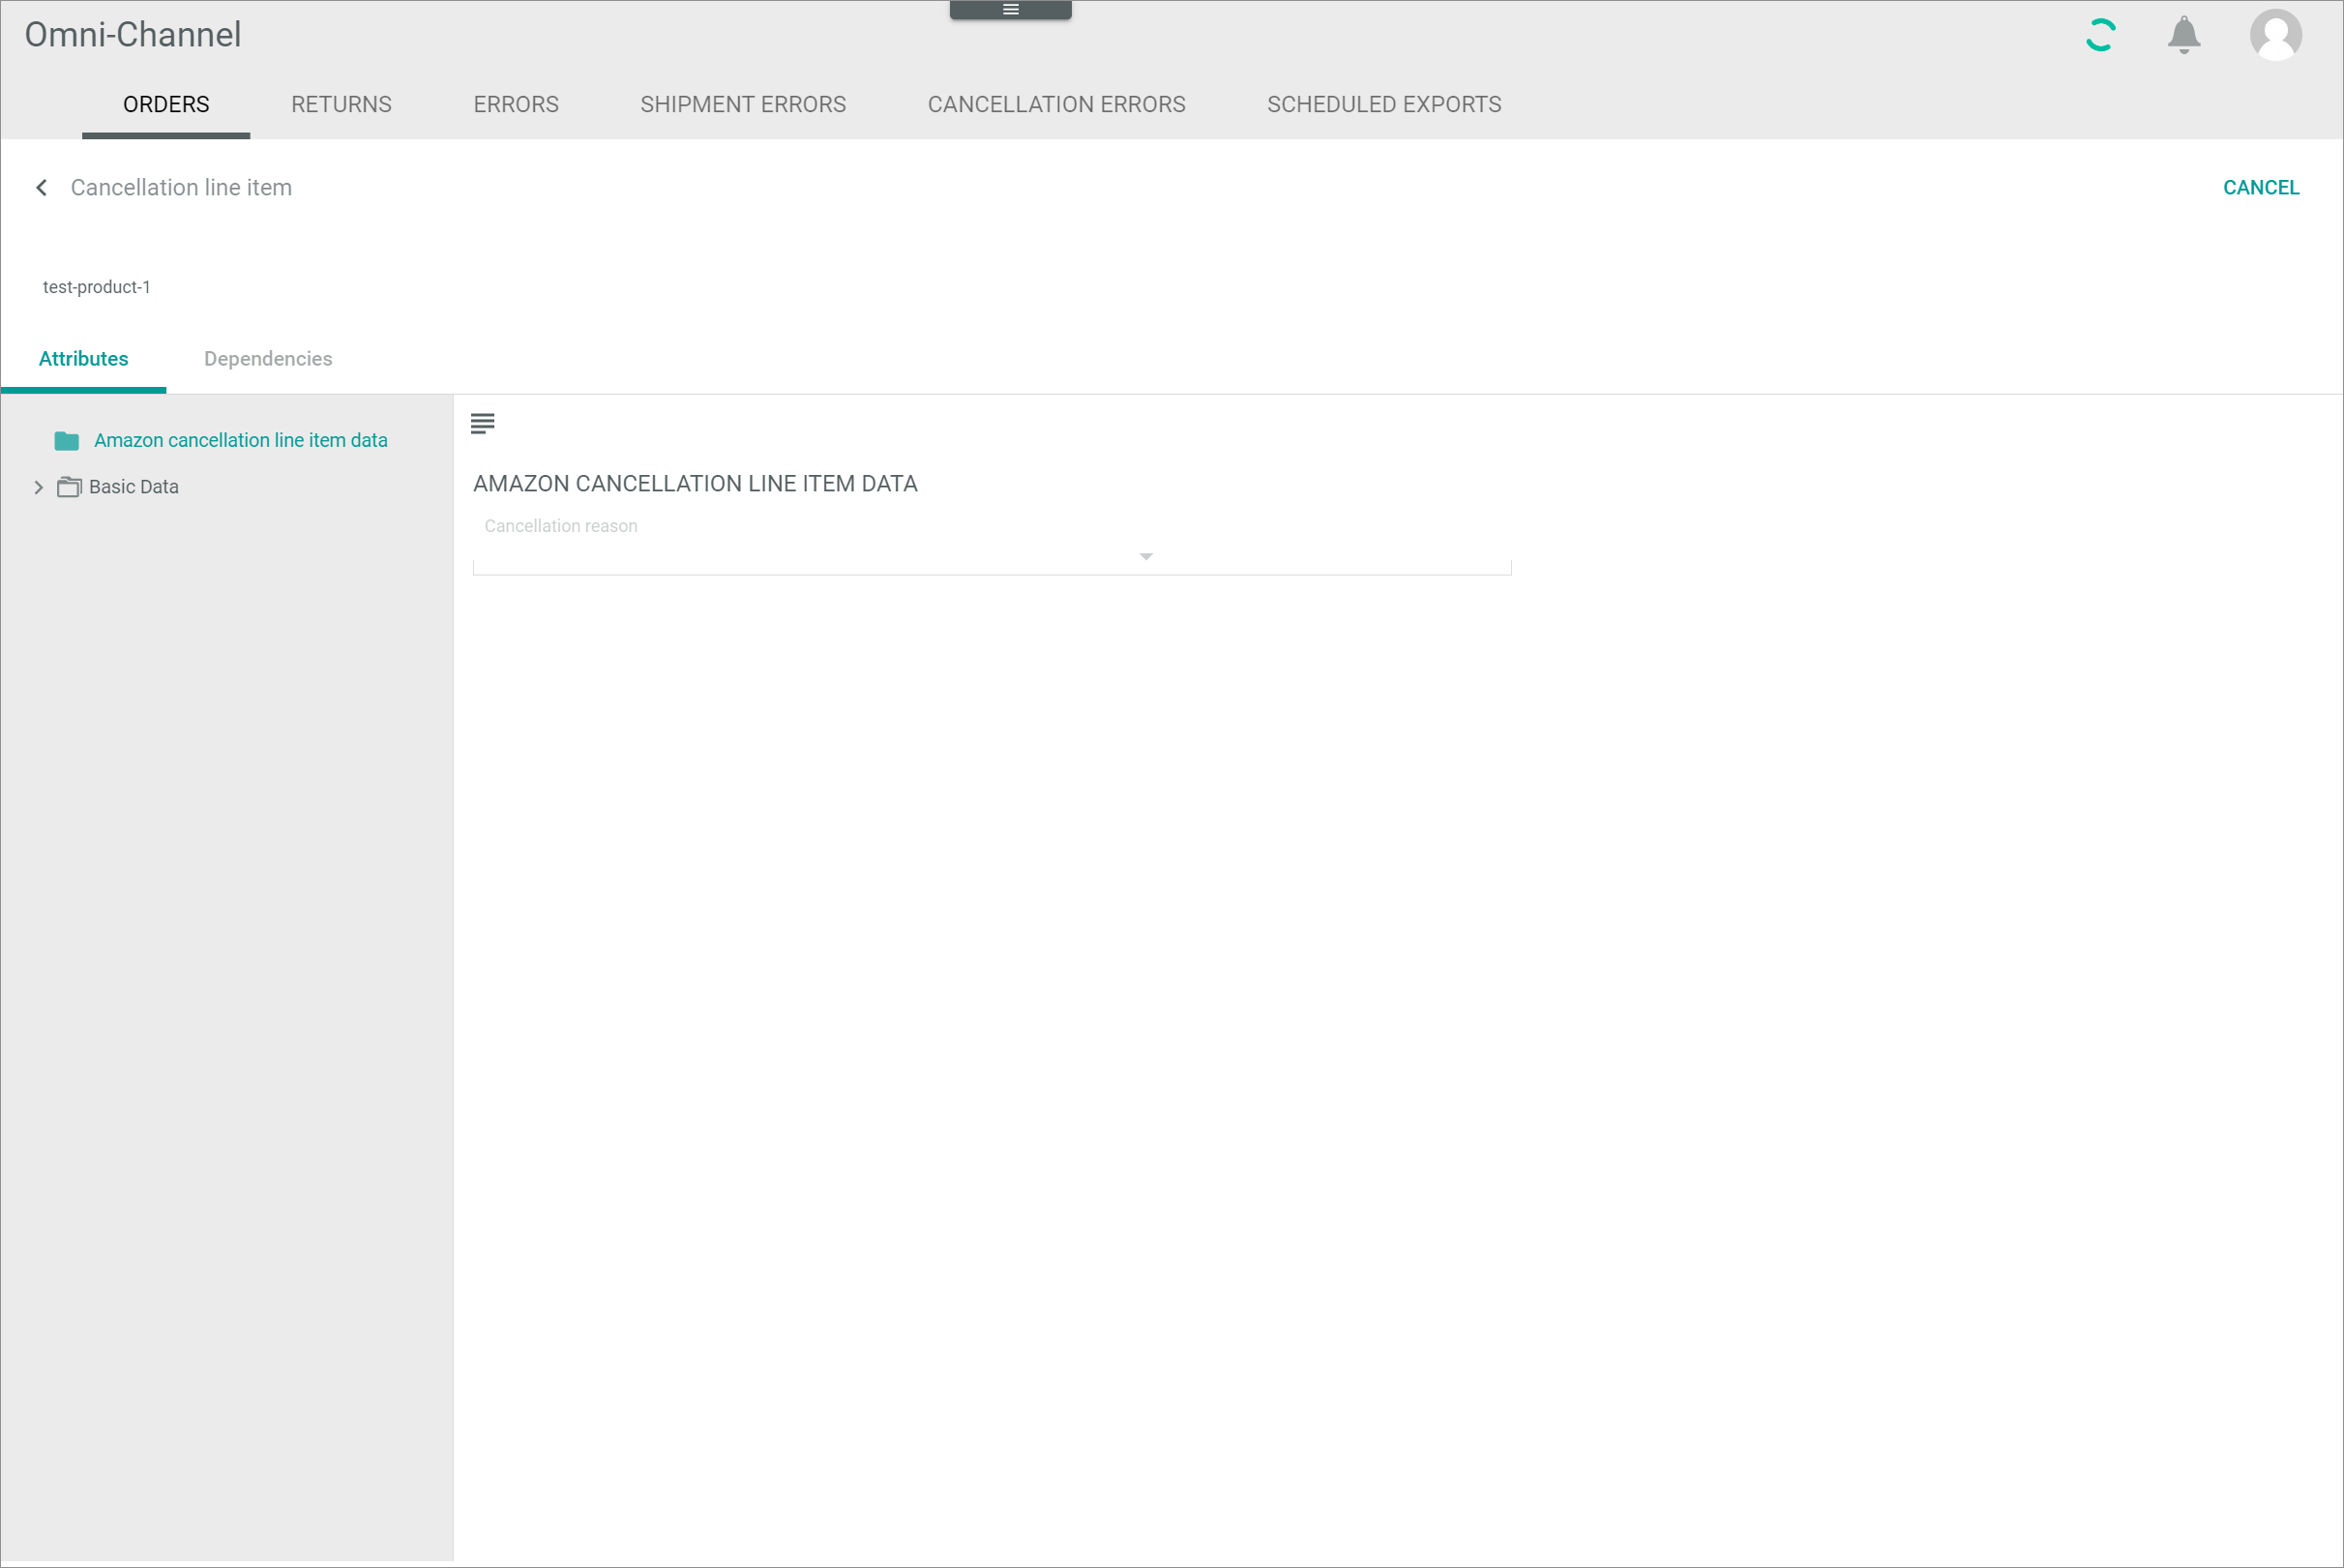 Omni-Channel
ORDERS RETURNS ERRORS SHIPMENT ERRORS CANCELLATION ERRORS SCHEDULED EXPORTS
Cancellation line item CANCEL
test-product-1
Attributes Dependencies
Amazon cancellation line item data
Basic Data
AMAZON CANCELLATION LINE ITEM DATA
Cancellation reason